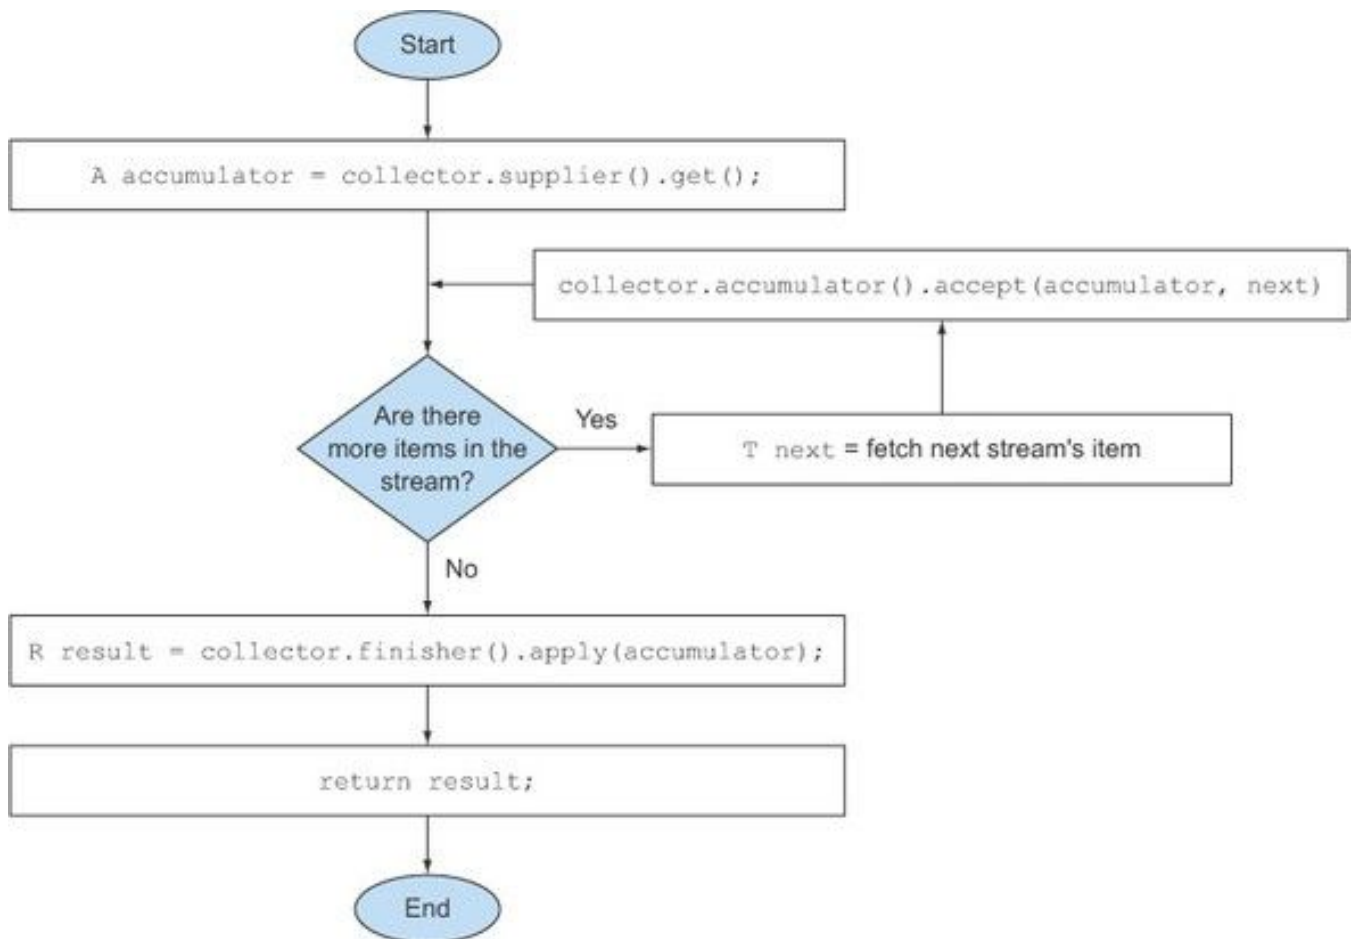 Start
A accumulator = collector.supplier().get();
collector.accumulator().accept(accumulator, next)
Are there
more items in the
stream?
Yes
T next = fetch next stream's item
No
R result = collector.finisher().apply(accumulator);
return result;
End